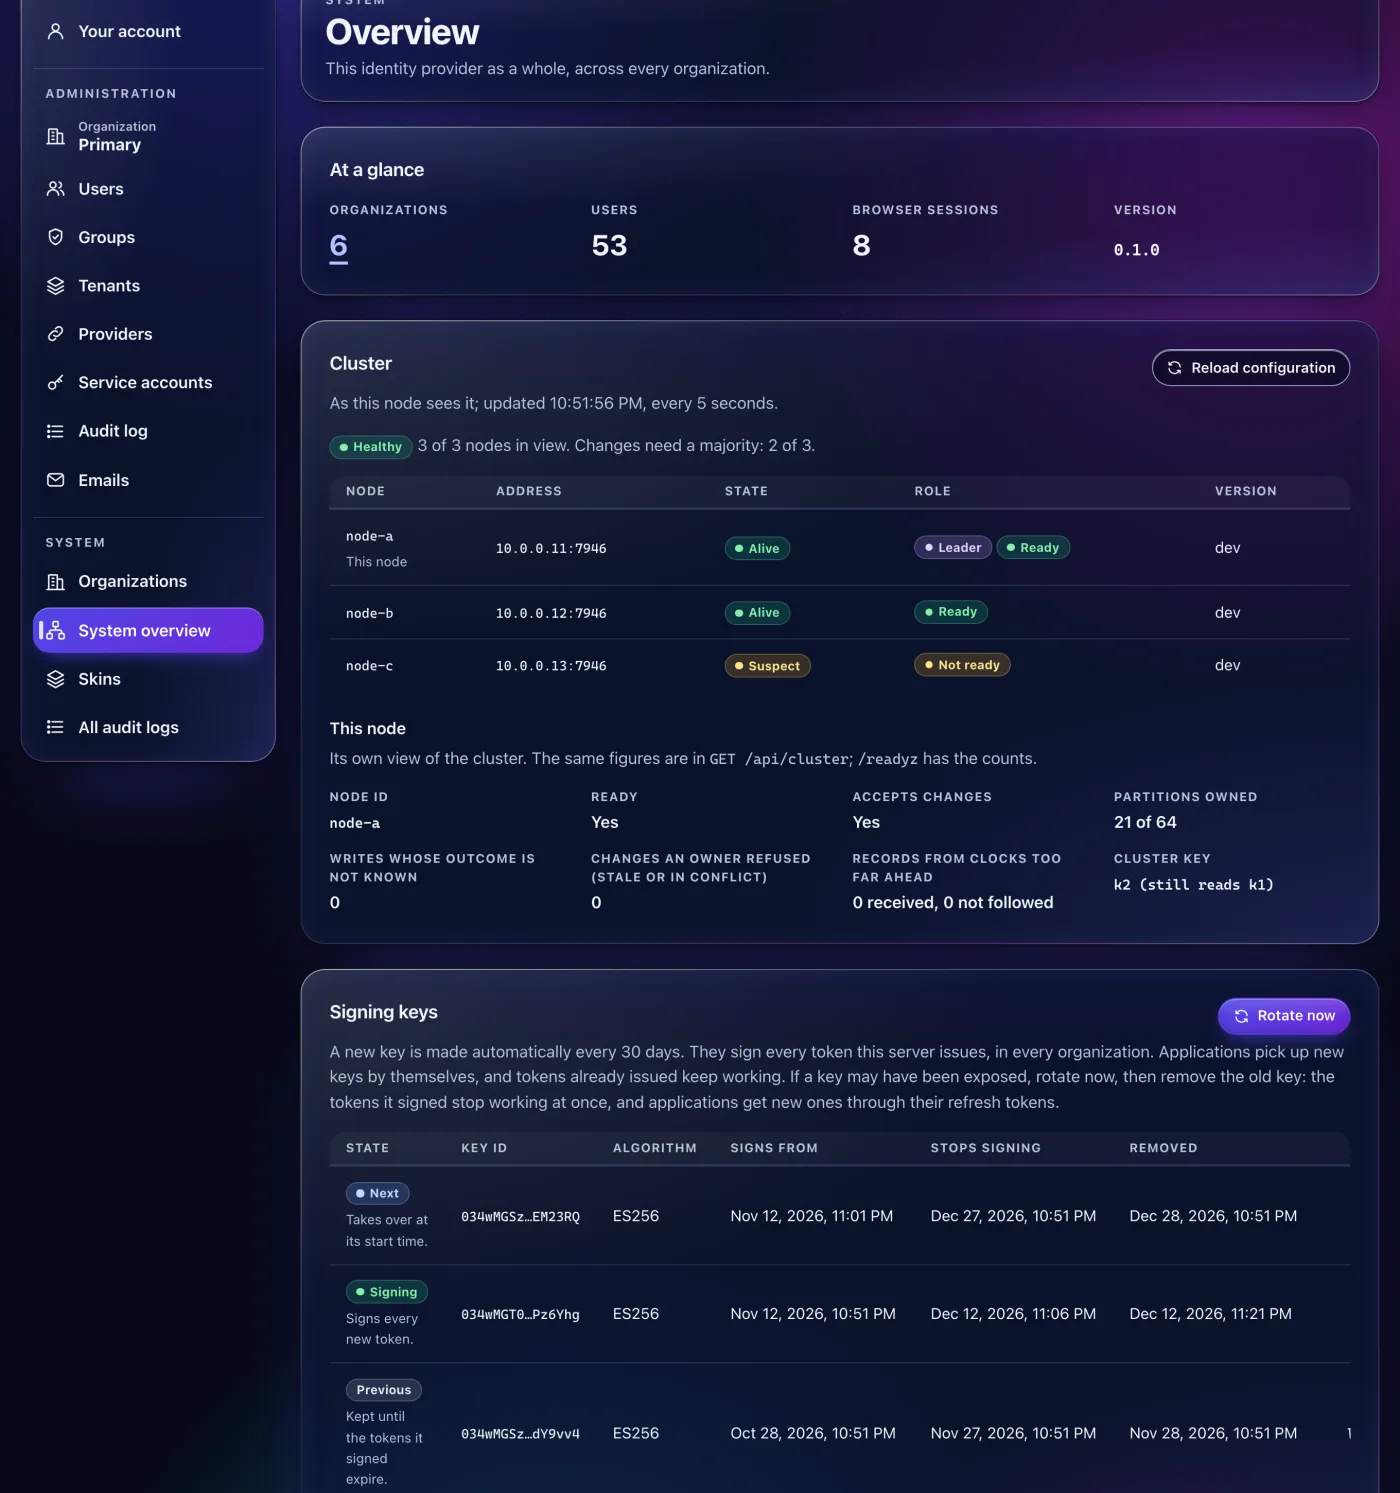 Your account
ADMINISTRATION
Organization
Primary
Users
Groups
Tenants
Providers
Service accounts
Audit log
Emails
SYSTEM
Organizations
System overview
Skins
All audit logs
SYSTEM
Overview
This identity provider as a whole, across every organization.
At a glance
ORGANIZATIONS USERS BROWSER SESSIONS VERSION
6 53 8 0.1.0
Cluster
Reload configuration
As this node sees it; updated 10:51:56 PM, every 5 seconds.
Healthy 3 of 3 nodes in view. Changes need a majority: 2 of 3.
NODE ADDRESS STATE ROLE VERSION
node-a
This node
10.0.0.11:7946 Alive Leader Ready dev
node-b 10.0.0.12:7946 Alive Ready dev
node-c 10.0.0.13:7946 Suspect Not ready dev
This node
Its own view of the cluster. The same figures are in GET /api/cluster; /readyz has the counts.
NODE ID READY ACCEPTS CHANGES PARTITIONS OWNED
node-a Yes Yes 21 of 64
WRITES WHOSE OUTCOME IS
NOT KNOWN
0
CHANGES AN OWNER REFUSED
(STALE OR IN CONFLICT)
0
RECORDS FROM CLOCKS TOO
FAR AHEAD
0 received, 0 not followed
CLUSTER KEY
k2 (still reads k1)
Signing keys
Rotate now
A new key is made automatically every 30 days. They sign every token this server issues, in every organization. Applications pick up new
keys by themselves, and tokens already issued keep working. If a key may have been exposed, rotate now, then remove the old key: the
tokens it signed stop working at once, and applications get new ones through their refresh tokens.
STATE KEY ID ALGORITHM SIGNS FROM STOPS SIGNING REMOVED
Next
Takes over at
its start time.
034wMGSz…EM23RQ ES256 Nov 12, 2026, 11:01 PM Dec 27, 2026, 10:51 PM Dec 28, 2026, 10:51 PM
Signing
Signs every
new token.
034wMGT0…Pz6Yhg ES256 Nov 12, 2026, 10:51 PM Dec 12, 2026, 11:06 PM Dec 12, 2026, 11:21 PM
Previous
Kept until
the tokens it
signed
expire.
034wMGSz…dY9vv4 ES256 Oct 28, 2026, 10:51 PM Nov 27, 2026, 10:51 PM Nov 28, 2026, 10:51 PM